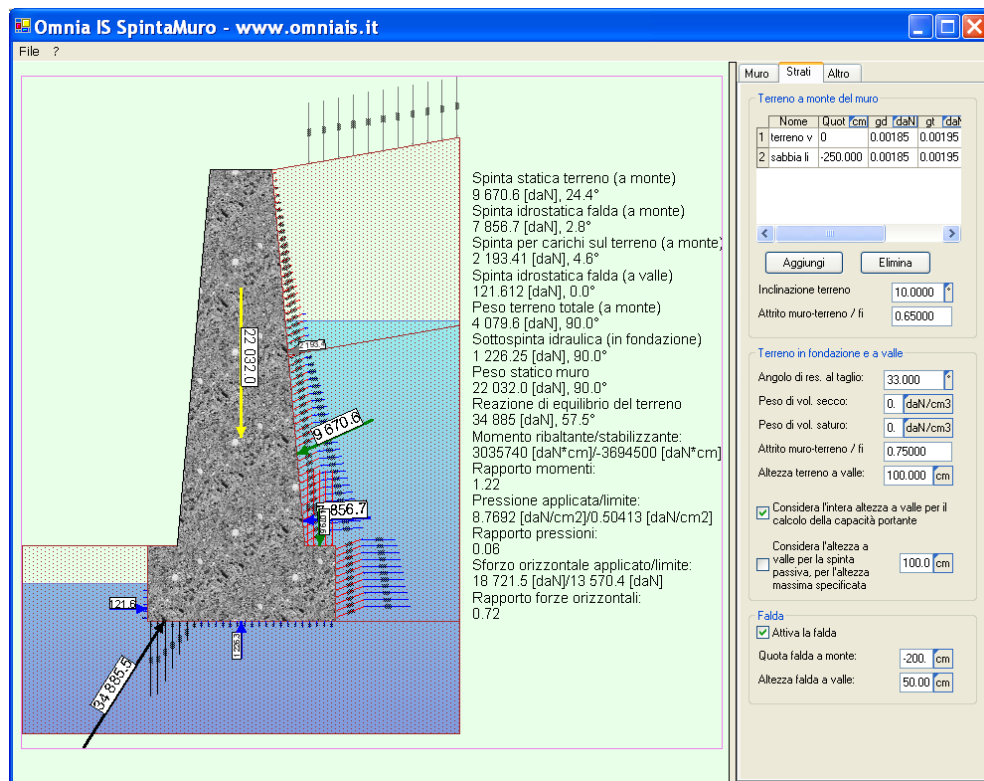 Omnia IS SpintaMuro - www.omniais.it
File ?
Spinta statica terreno (a monte)
9 670.6 [daN], 24.4°
Spinta idrostatica falda (a monte)
7 856.7 [daN], 2.8°
Spinta per carichi sul terreno (a monte)
2 193.41 [daN], 4.6°
Spinta idrostatica falda (a valle)
121.612 [daN], 0.0°
Peso terreno totale (a monte)
4 079.6 [daN], 90.0°
Sottospinta idraulica (in fondazione)
1 226.25 [daN], 90.0°
Peso statico muro
22 032.0 [daN], 90.0°
Reazione di equilibrio del terreno
34 885 [daN], 57.5°
Momento ribaltante/stabilizzante:
3035740 [daN*cm]/-3694500 [daN*cm]
Rapporto momenti:
1.22
Pressione applicata/limite:
8.7692 [daN/cm2]/0.50413 [daN/cm2]
Rapporto pressioni:
0.06
Sforzo orizzontale applicato/limite:
18 721.5 [daN]/13 570.4 [daN]
Rapporto forze orizzontali:
0.72
22 032.0
2 193.4
9 670.6
856.7
121.6
34 885.5
Muro Strati Altro
Terreno a monte del muro
Nome Quot cm gd daN gt daN
1 terreno v 0 0.00185 0.00195
2 sabbia li -250.000 0.00185 0.00195
Aggiungi Elimina
Inclinazione terreno 10.0000 °
Attrito muro-terreno / fi 0.65000
Terreno in fondazione e a valle
Angolo di res. al taglio: 33.000 °
Peso di vol. secco: 0. daN/cm3
Peso di vol. saturo: 0. daN/cm3
Attrito muro-terreno / fi 0.75000
Altezza terreno a valle: 100.000 cm
Considera l'intera altezza a valle per il
calcolo della capacità portante
Considera l'altezza a
valle per la spinta
passiva, per l'altezza
massima specificata
100.0 cm
Falda
Attiva la falda
Quota falda a monte: -200. cm
Altezza falda a valle: 50.00 cm